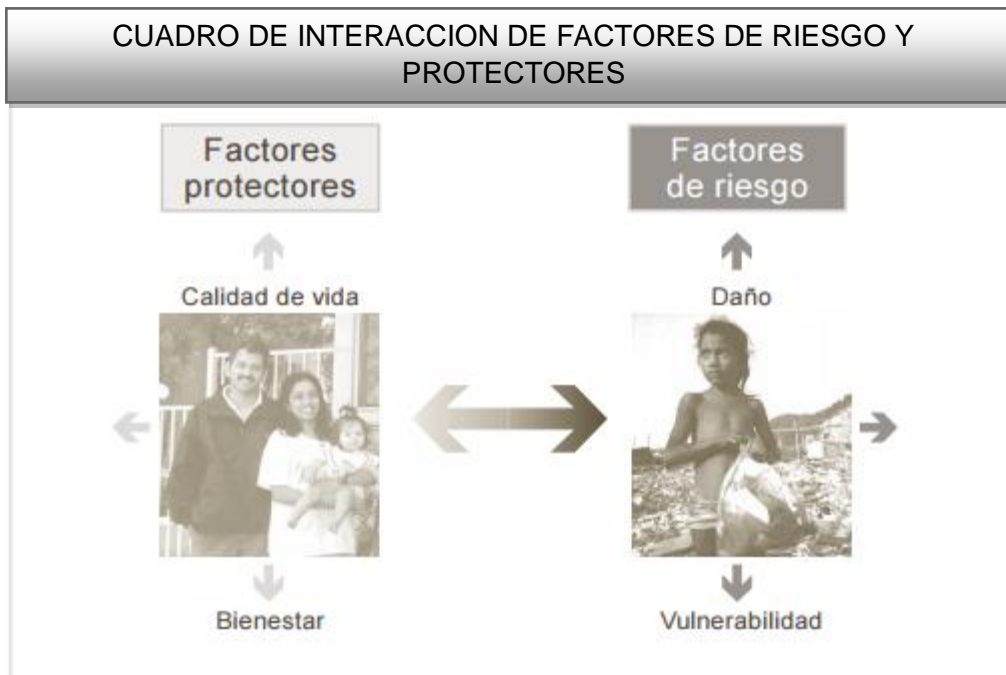 CUADRO DE INTERACCION DE FACTORES DE RIESGO Y
PROTECTORES
Factores
protectores
Factores
de riesgo
Calidad de vida
Daño
Bienestar
Vulnerabilidad